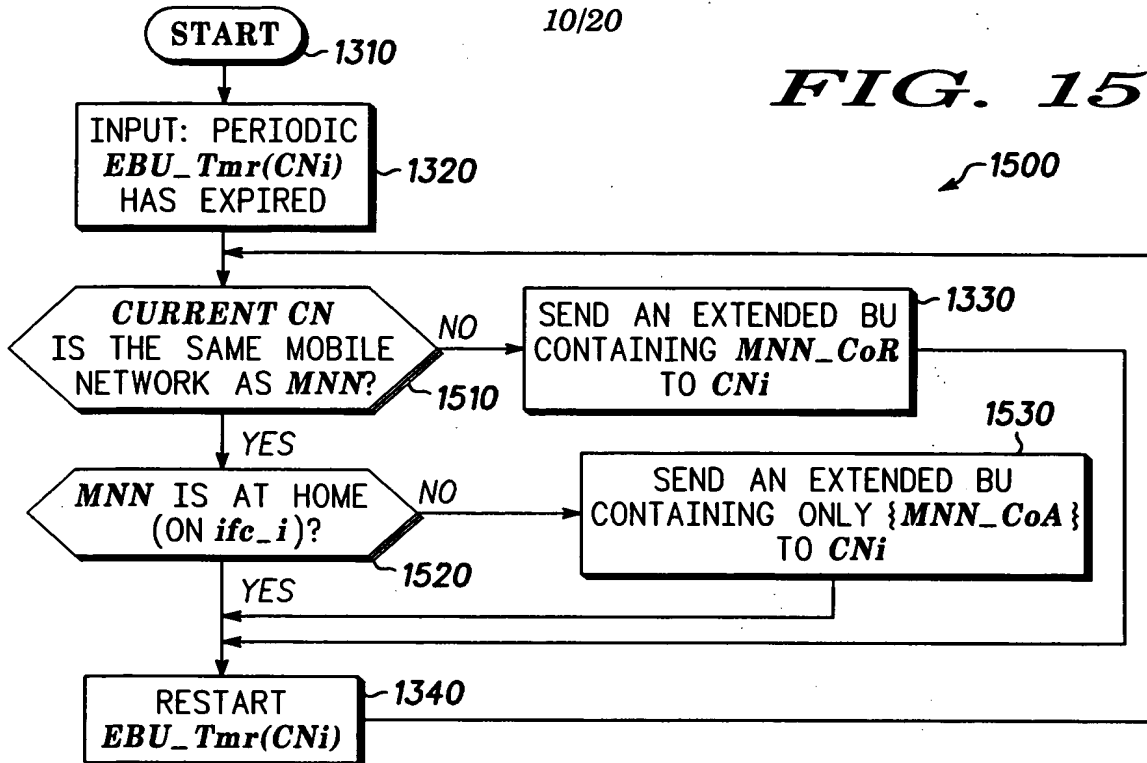 10/20
FIG. 15
START
1310
INPUT: PERIODIC
EBU_Tmr(CNi)
HAS EXPIRED
1320
1500
CURRENT CN
IS THE SAME MOBILE
NETWORK AS MNN?
1510
NO
SEND AN EXTENDED BU
CONTAINING MNN_CoR
TO CNi
1330
YES
MNN IS AT HOME
(ON ifc_i)?
1520
NO
SEND AN EXTENDED BU
CONTAINING ONLY {MNN_CoA}
TO CNi
1530
YES
RESTART
EBU_Tmr(CNi)
1340